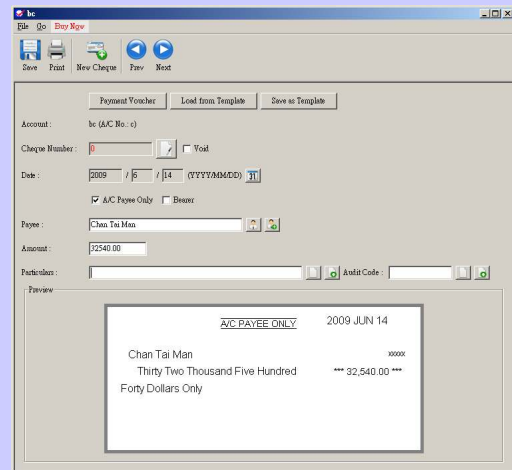 bc
File Go Buy Now
Save Print New Cheque Prev Next
Payment Voucher Load from Template Save as Template
Account : bc (A/C No.: c)
Cheque Number : 0 Void
Date : 2009 / 6 / 14 (YYYY/MM/DD)
A/C Payee Only Bearer
Payee : Chan Tai Man
Amount : 32540.00
Particulars : Audit Code :
Preview
A/C PAYEE ONLY 2009 JUN 14
Chan Tai Man xxxxx
Thirty Two Thousand Five Hundred *** 32,540.00 ***
Forty Dollars Only